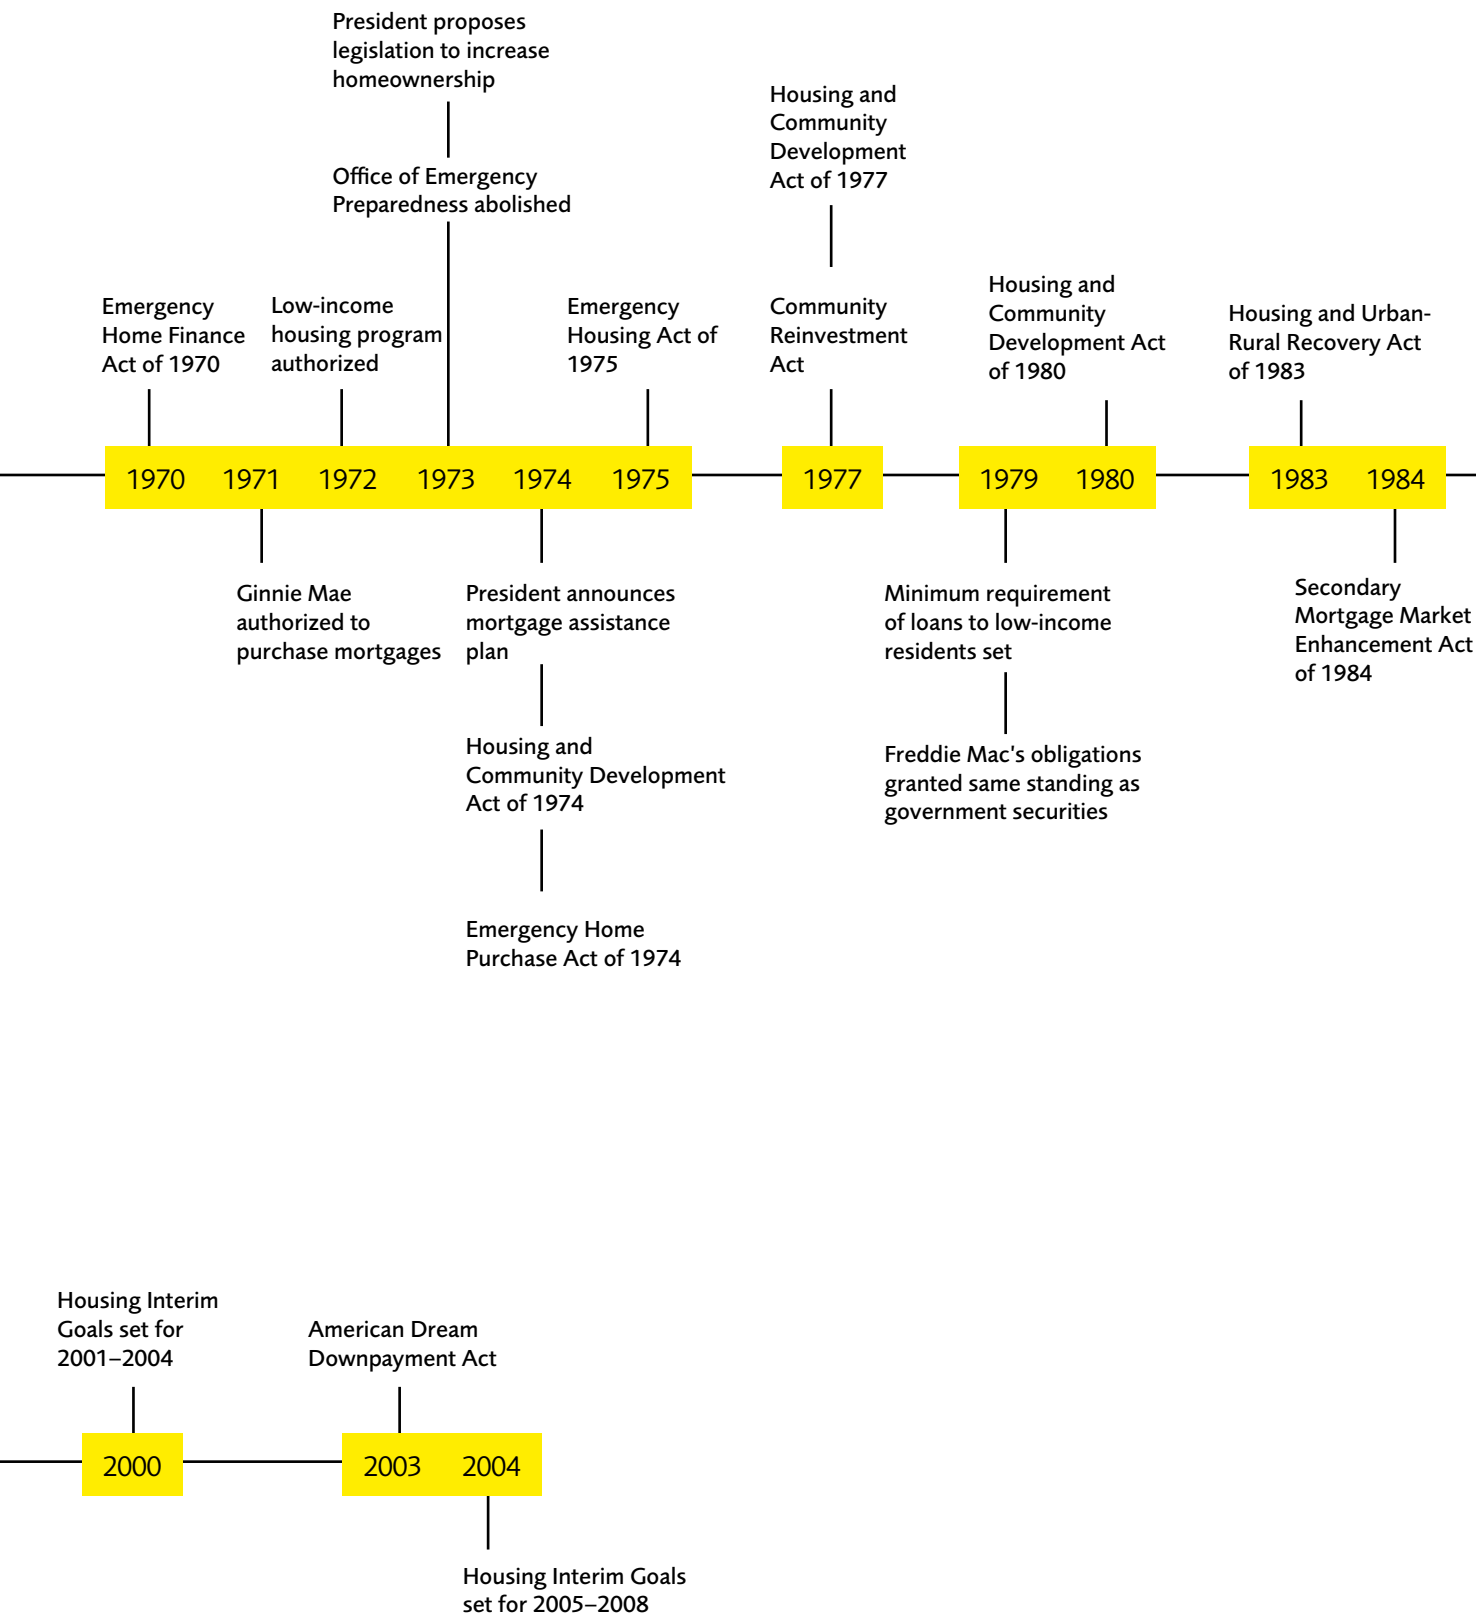 President proposes
legislation to increase
homeownership
Office of Emergency
Preparedness abolished
Housing and
Community
Development
Act of 1977
Emergency
Home Finance
Act of 1970
Low-income
housing program
authorized
Emergency
Housing Act of
1975
Community
Reinvestment
Act
Housing and
Community
Development Act
of 1980
Housing and Urban-
Rural Recovery Act
of 1983
1970 1971 1972 1973 1974 1975 1977 1979 1980 1983 1984
Ginnie Mae
authorized to
purchase mortgages
President announces
mortgage assistance
plan
Housing and
Community Development
Act of 1974
Emergency Home
Purchase Act of 1974
Minimum requirement
of loans to low-income
residents set
Freddie Mac's obligations
granted same standing as
government securities
Secondary
Mortgage Market
Enhancement Act
of 1984
Housing Interim
Goals set for
2001–2004
American Dream
Downpayment Act
2000 2003 2004
Housing Interim Goals
set for 2005–2008